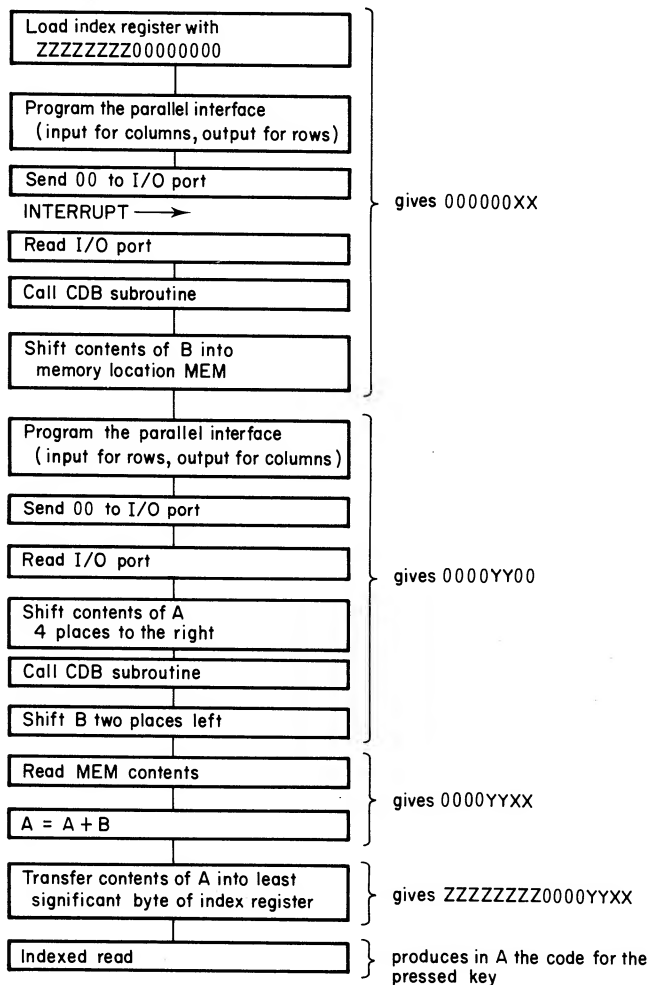 Load index register with
ZZZZZZZZ00000000
Program the parallel interface
(input for columns, output for rows)
Send 00 to I/O port
INTERRUPT →
Read I/O port
Call CDB subroutine
Shift contents of B into
memory location MEM
gives 000000XX
Program the parallel interface
(input for rows, output for columns)
Send 00 to I/O port
Read I/O port
Shift contents of A
4 places to the right
Call CDB subroutine
Shift B two places left
gives 0000YY00
Read MEM contents
A = A + B
gives 0000YYXX
Transfer contents of A into least
significant byte of index register
gives ZZZZZZZZ0000YYXX
Indexed read
produces in A the code for the
pressed key